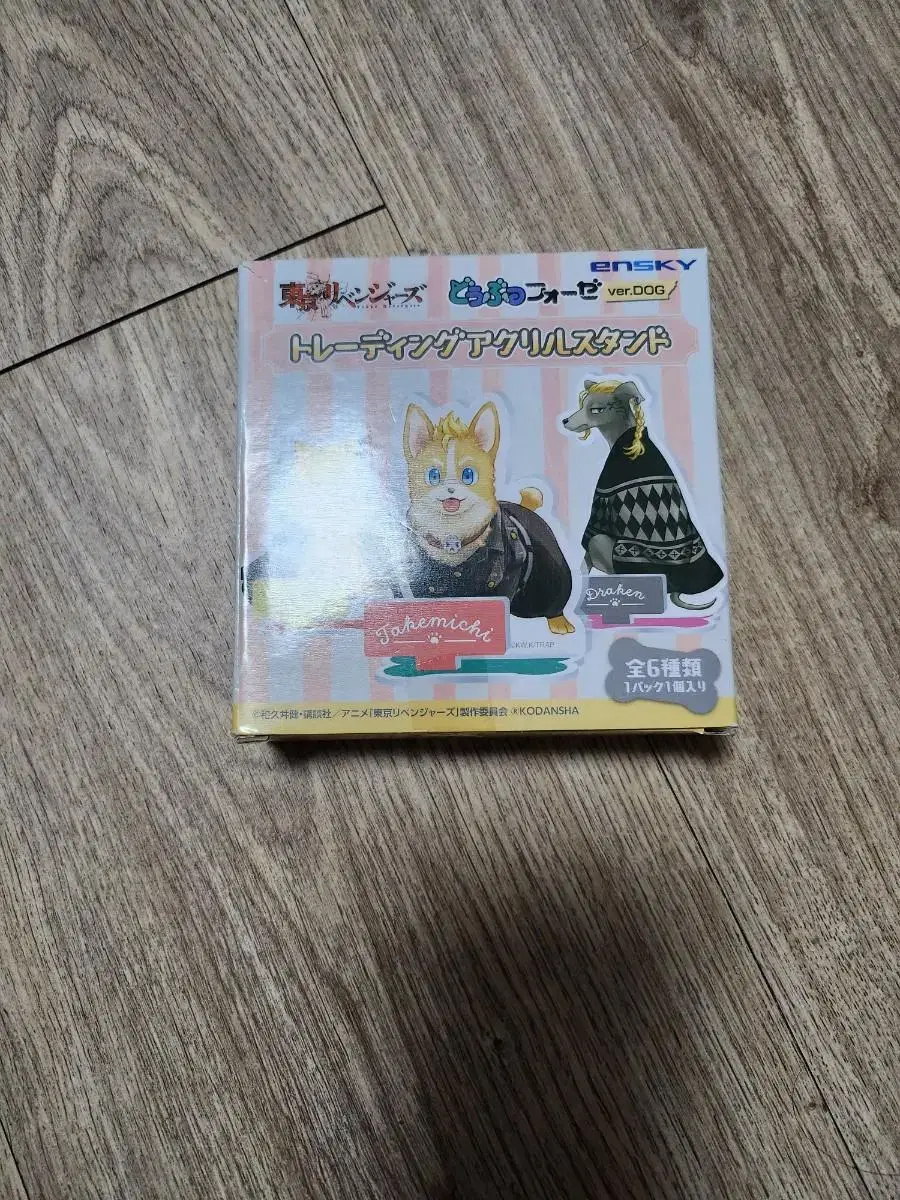 ensky
東京リベンジャーズ どうぶつフォーゼ ver.DOG
トレーディングアクリルスタンド
Draken
Takemichi
CKW.K/TRAP
全6種類
1パック1個入り
©和久井健・講談社／アニメ「東京リベンジャーズ」製作委員会 ⓀKODANSHA